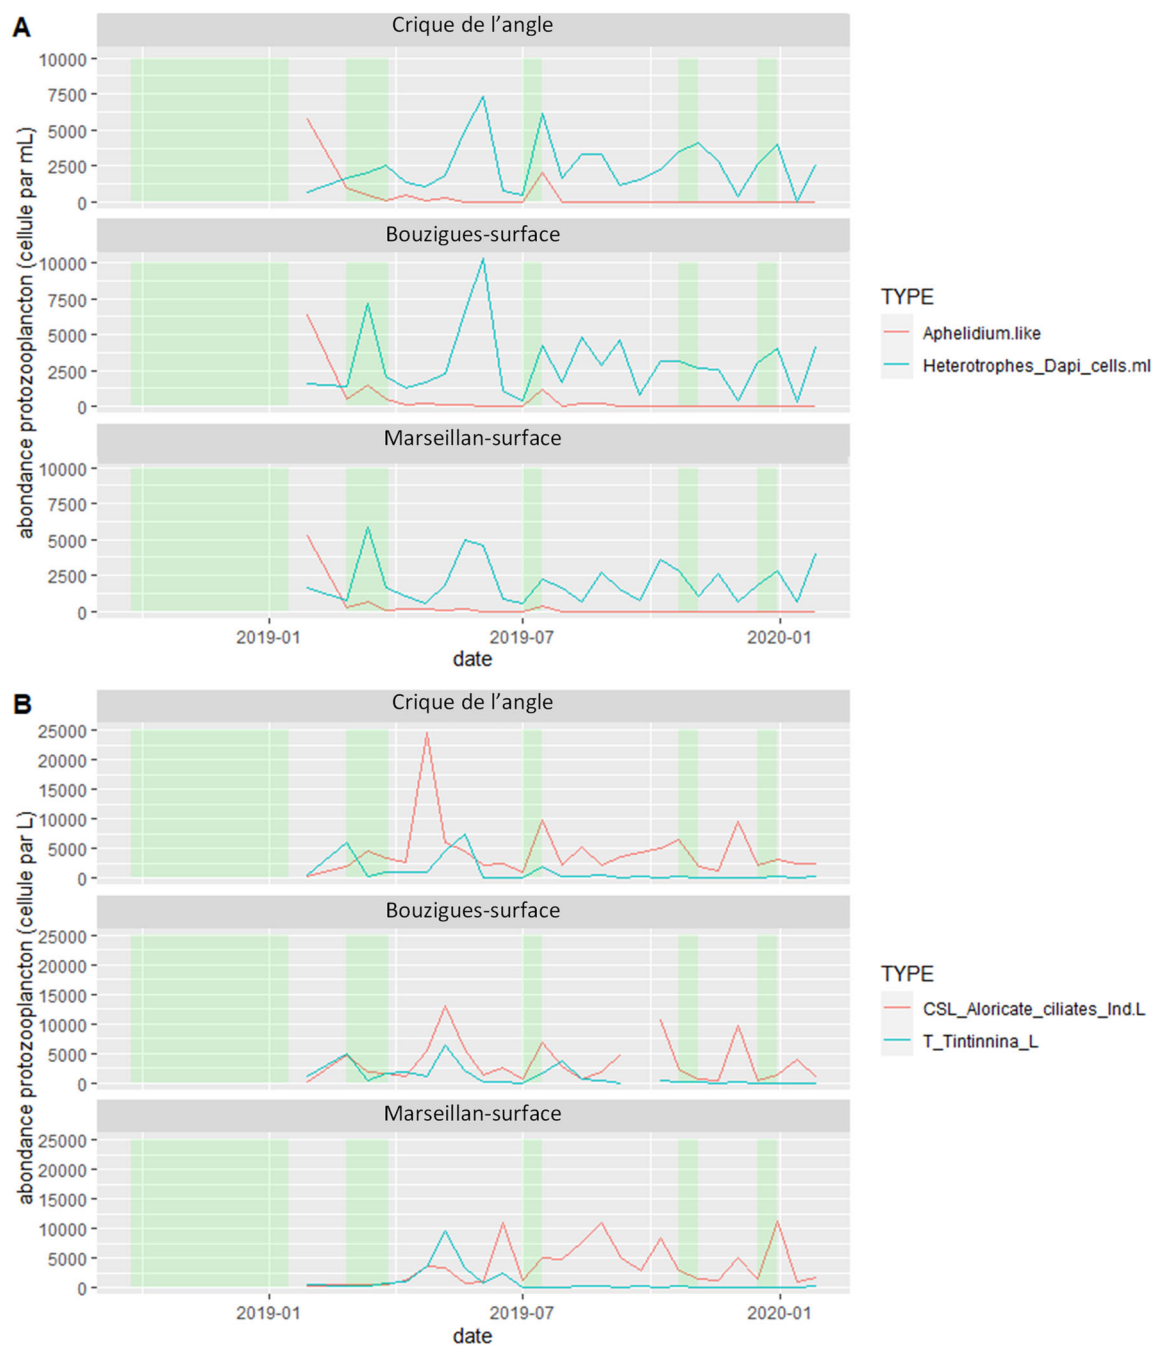 A
Crique de l’angle
10000
7500
5000
2500
0
Bouzigues-surface
10000
7500
5000
2500
0
Marseillan-surface
10000
7500
5000
2500
0
abondance protozooplancton (cellule par mL)
2019-01
2019-07
2020-01
date
TYPE
Aphelidium.like
Heterotrophes_Dapi_cells.ml
B
Crique de l’angle
25000
20000
15000
10000
5000
0
Bouzigues-surface
25000
20000
15000
10000
5000
0
Marseillan-surface
25000
20000
15000
10000
5000
0
abondance protozooplancton (cellule par L)
2019-01
2019-07
2020-01
date
TYPE
CSL_Aloricate_ciliates_Ind.L
T_Tintinnina_L